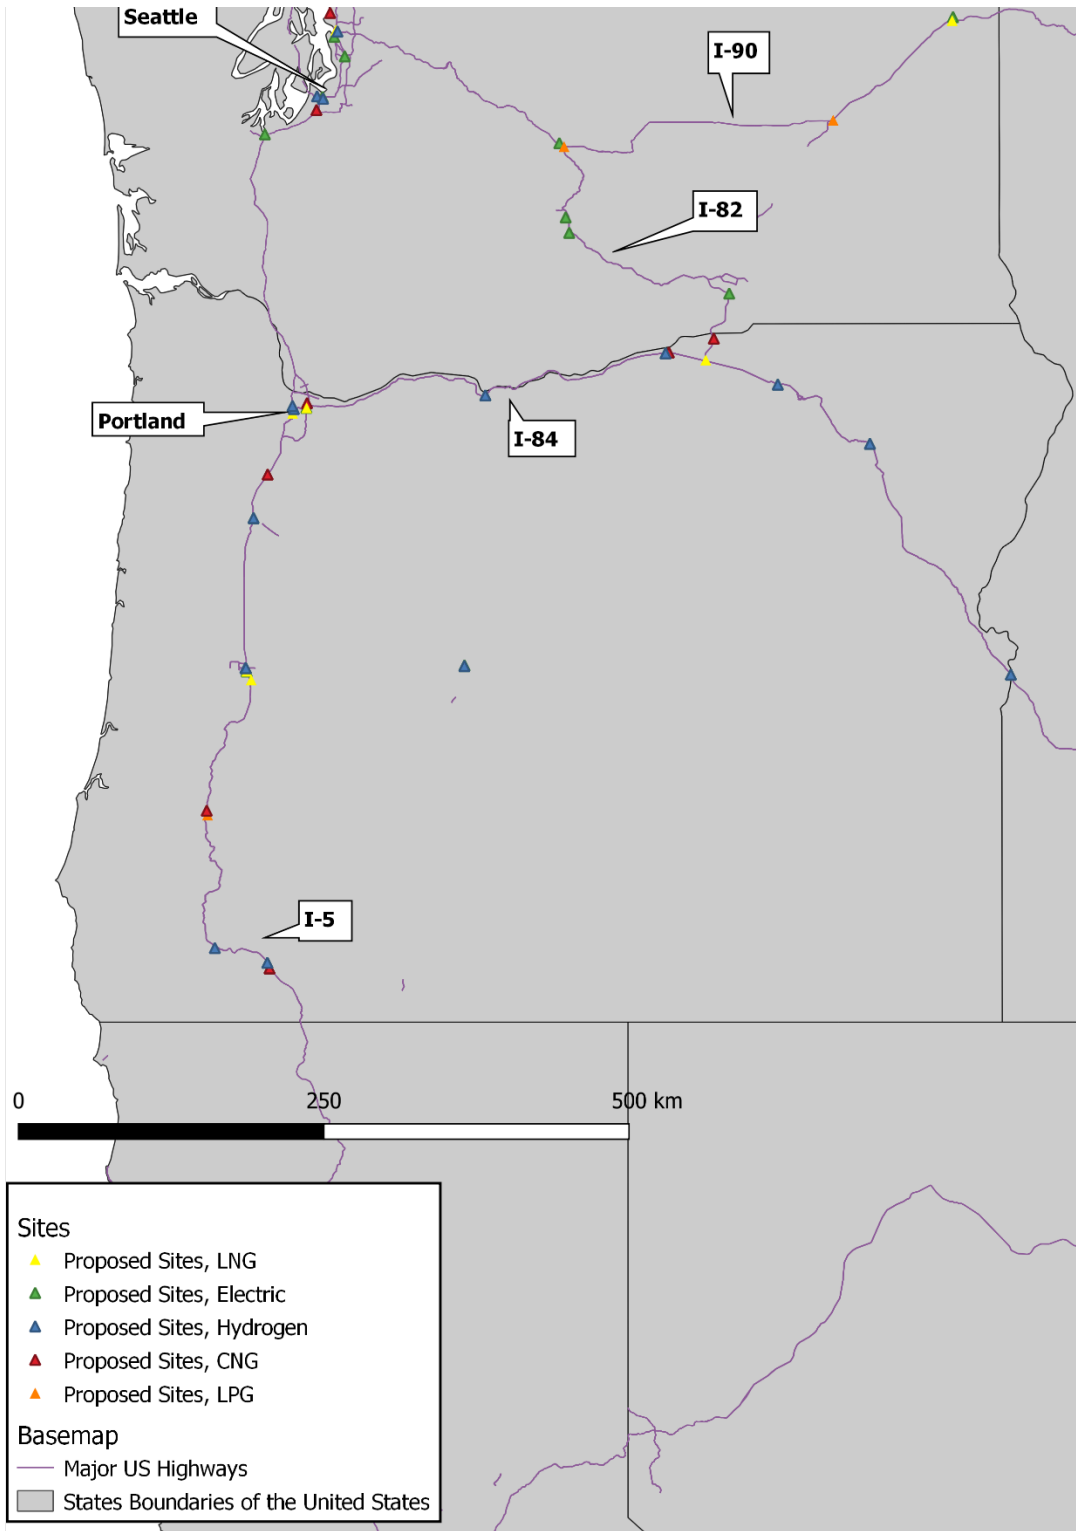 Seattle
I-90
I-82
Portland
I-84
I-5
0 250 500 km
Sites
Proposed Sites, LNG
Proposed Sites, Electric
Proposed Sites, Hydrogen
Proposed Sites, CNG
Proposed Sites, LPG
Basemap
Major US Highways
States Boundaries of the United States